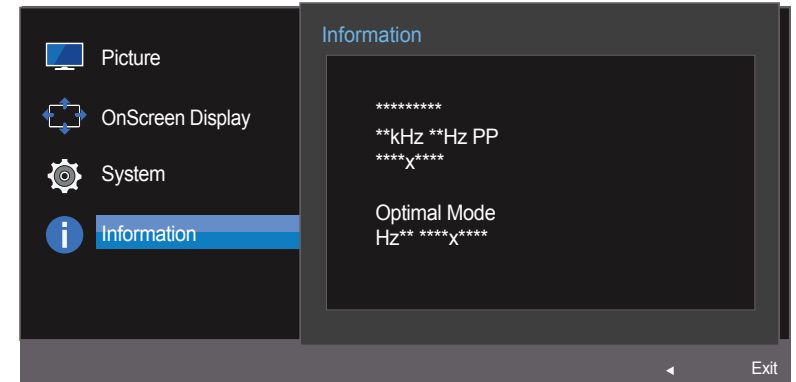 Picture
OnScreen Display
System
Information
Information
*********
**kHz **Hz PP
****x****
Optimal Mode
Hz** ****x****
◄ Exit